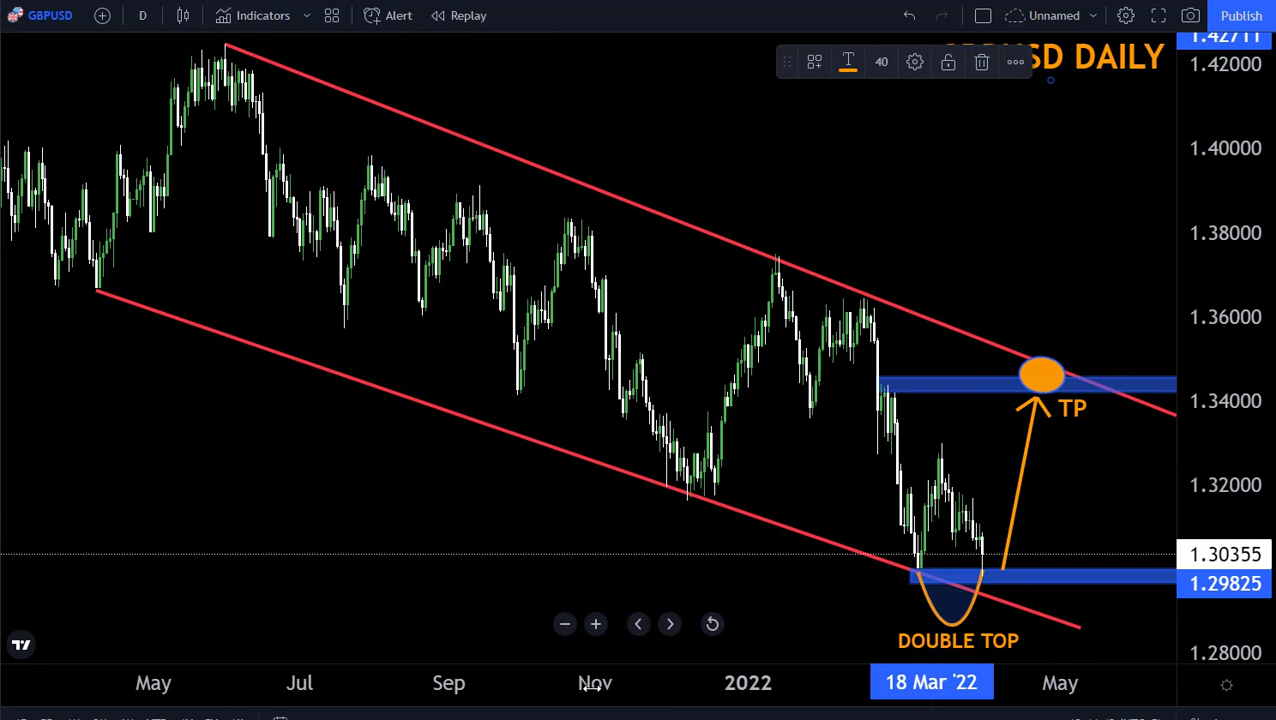 GBPUSD D Indicators Alert Replay Unnamed Publish
1.42711
40 D DAILY
1.42000
1.40000
1.38000
1.36000
1.34000
TP
1.32000
1.30355
1.29825
DOUBLE TOP
1.28000
May Jul Sep Nov 2022 18 Mar '22 May